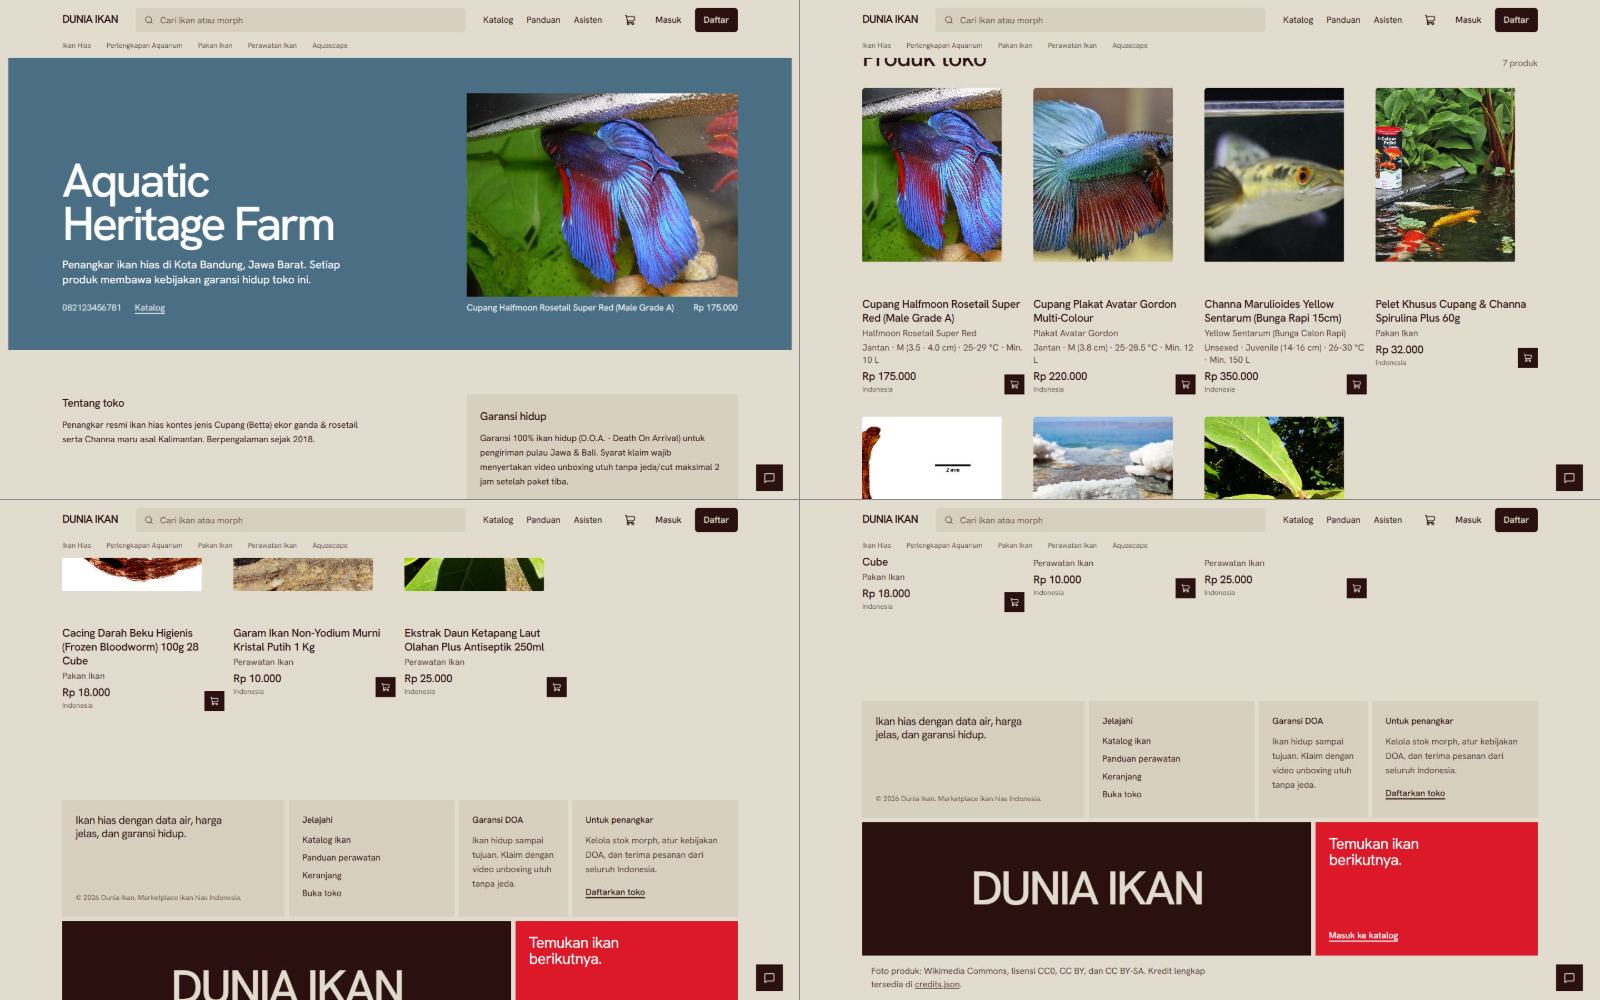 DUNIA IKAN
Cari ikan atau morph
Katalog
Panduan
Asisten
Masuk
Daftar
Ikan Hias
Perlengkapan Aquarium
Pakan Ikan
Perawatan Ikan
Aquascape
Aquatic
Heritage Farm
Penangkar ikan hias di Kota Bandung, Jawa Barat. Setiap
produk membawa kebijakan garansi hidup toko ini.
082123456781
Katalog
Cupang Halfmoon Rosetail Super Red (Male Grade A)
Rp 175.000
Tentang toko
Penangkar resmi ikan hias kontes jenis Cupang (Betta) ekor ganda & rosetail
serta Channa maru asal Kalimantan. Berpengalaman sejak 2018.
Garansi hidup
Garansi 100% ikan hidup (D.O.A. - Death On Arrival) untuk
pengiriman pulau Jawa & Bali. Syarat klaim wajib
menyertakan video unboxing utuh tanpa jeda/cut maksimal 2
jam setelah paket tiba.
DUNIA IKAN
Cari ikan atau morph
Katalog
Panduan
Asisten
Masuk
Daftar
Ikan Hias
Perlengkapan Aquarium
Pakan Ikan
Perawatan Ikan
Aquascape
Produk toko
7 produk
Cupang Halfmoon Rosetail Super
Red (Male Grade A)
Halfmoon Rosetail Super Red
Jantan · M (3.5 - 4.0 cm) · 25-29 °C · Min.
10 L
Rp 175.000
Indonesia
Cupang Plakat Avatar Gordon
Multi-Colour
Plakat Avatar Gordon
Jantan · M (3.8 cm) · 25-28.5 °C · Min. 12
L
Rp 220.000
Indonesia
Channa Marulioides Yellow
Sentarum (Bunga Rapi 15cm)
Yellow Sentarum (Bunga Calon Rapi)
Unsexed · Juvenile (14-16 cm) · 26-30 °C
· Min. 150 L
Rp 350.000
Indonesia
Pelet Khusus Cupang & Channa
Spirulina Plus 60g
Pakan Ikan
Rp 32.000
Indonesia
2 mm
DUNIA IKAN
Cari ikan atau morph
Katalog
Panduan
Asisten
Masuk
Daftar
Ikan Hias
Perlengkapan Aquarium
Pakan Ikan
Perawatan Ikan
Aquascape
Cacing Darah Beku Higienis
(Frozen Bloodworm) 100g 28
Cube
Pakan Ikan
Rp 18.000
Indonesia
Garam Ikan Non-Yodium Murni
Kristal Putih 1 Kg
Perawatan Ikan
Rp 10.000
Indonesia
Ekstrak Daun Ketapang Laut
Olahan Plus Antiseptik 250ml
Perawatan Ikan
Rp 25.000
Indonesia
Ikan hias dengan data air, harga
jelas, dan garansi hidup.
© 2026 Dunia Ikan. Marketplace ikan hias Indonesia.
Jelajahi
Katalog ikan
Panduan perawatan
Keranjang
Buka toko
Garansi DOA
Ikan hidup sampai
tujuan. Klaim dengan
video unboxing utuh
tanpa jeda.
Untuk penangkar
Kelola stok morph, atur kebijakan
DOA, dan terima pesanan dari
seluruh Indonesia.
Daftarkan toko
DUNIA IKAN
Temukan ikan
berikutnya.
DUNIA IKAN
Cari ikan atau morph
Katalog
Panduan
Asisten
Masuk
Daftar
Ikan Hias
Perlengkapan Aquarium
Pakan Ikan
Perawatan Ikan
Aquascape
Cube
Pakan Ikan
Rp 18.000
Indonesia
Perawatan Ikan
Rp 10.000
Indonesia
Perawatan Ikan
Rp 25.000
Indonesia
Ikan hias dengan data air, harga
jelas, dan garansi hidup.
© 2026 Dunia Ikan. Marketplace ikan hias Indonesia.
Jelajahi
Katalog ikan
Panduan perawatan
Keranjang
Buka toko
Garansi DOA
Ikan hidup sampai
tujuan. Klaim dengan
video unboxing utuh
tanpa jeda.
Untuk penangkar
Kelola stok morph, atur kebijakan
DOA, dan terima pesanan dari
seluruh Indonesia.
Daftarkan toko
DUNIA IKAN
Temukan ikan
berikutnya.
Masuk ke katalog
Foto produk: Wikimedia Commons, lisensi CC0, CC BY, dan CC BY-SA. Kredit lengkap
tersedia di credits.json.